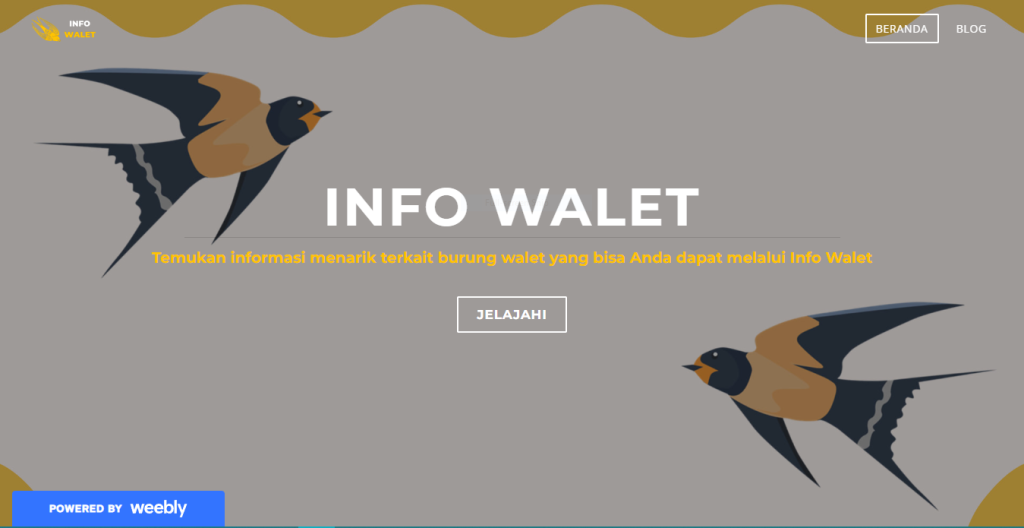 INFO
WALET
BERANDA
BLOG
INFO WALET
Temukan informasi menarik terkait burung walet yang bisa Anda dapat melalui Info Walet
JELAJAHI
POWERED BY weebly